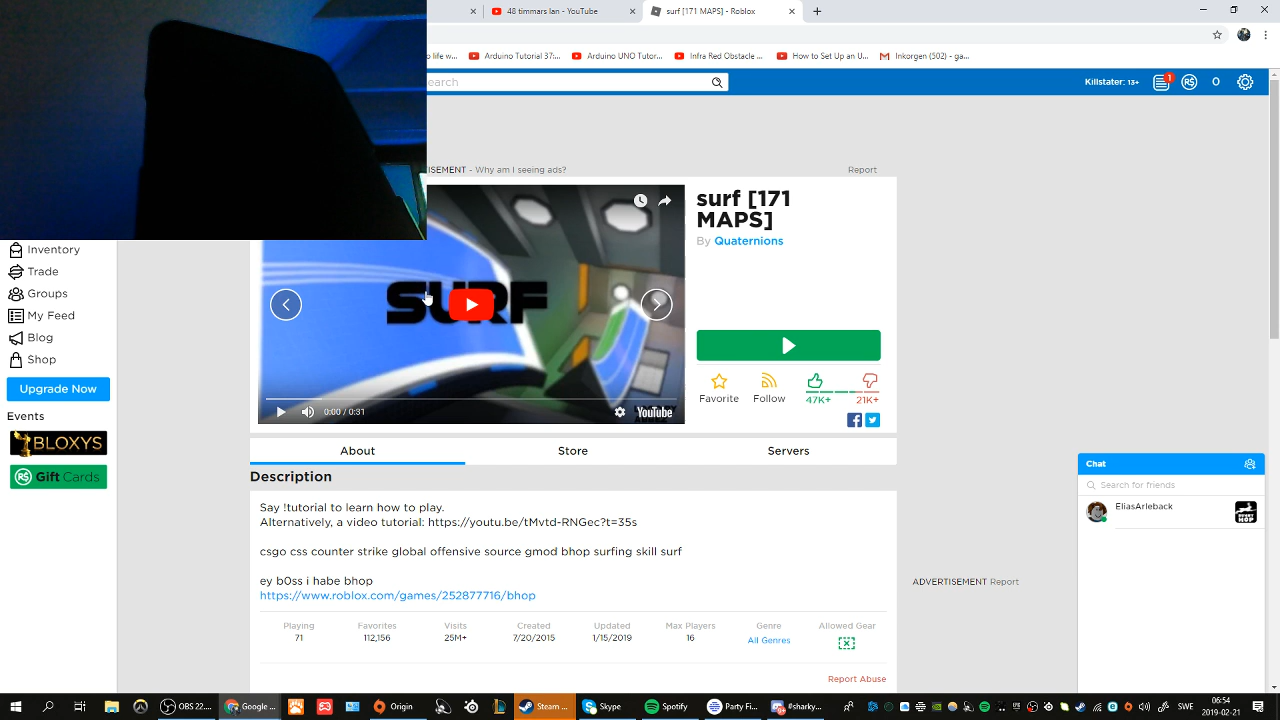 48 timmars lan - YouTube
surf [171 MAPS] - Roblox
o life w...
Arduino Tutorial 37:...
Arduino UNO Tutor...
Infra Red Obstacle ...
How to Set Up an U...
Inkorgen (502) - ga...
earch
Killstater: 13+
1
R$
0
ISEMENT - Why am I seeing ads?
Report
surf [171
MAPS]
By Quaternions
SURF
0:00 / 0:31
YouTube
Favorite
Follow
47K+
21K+
Inventory
Trade
Groups
My Feed
Blog
Shop
Upgrade Now
Events
BLOXYS
R$ Gift Cards
About
Store
Servers
Description
Say !tutorial to learn how to play.
Alternatively, a video tutorial: https://youtu.be/tMvtd-RNGec?t=35s
csgo css counter strike global offensive source gmod bhop surfing skill surf
ey b0ss i habe bhop
https://www.roblox.com/games/252877716/bhop
Playing
Favorites
Visits
Created
Updated
Max Players
Genre
Allowed Gear
71
112,156
25M+
7/20/2015
1/15/2019
16
All Genres
Report Abuse
ADVERTISEMENT Report
Chat
Search for friends
EliasArleback
OBS 22....
Google ...
Origin
Steam ...
Skype
Spotify
Party Fi...
#sharky...
SWE
06:54
2019-02-21